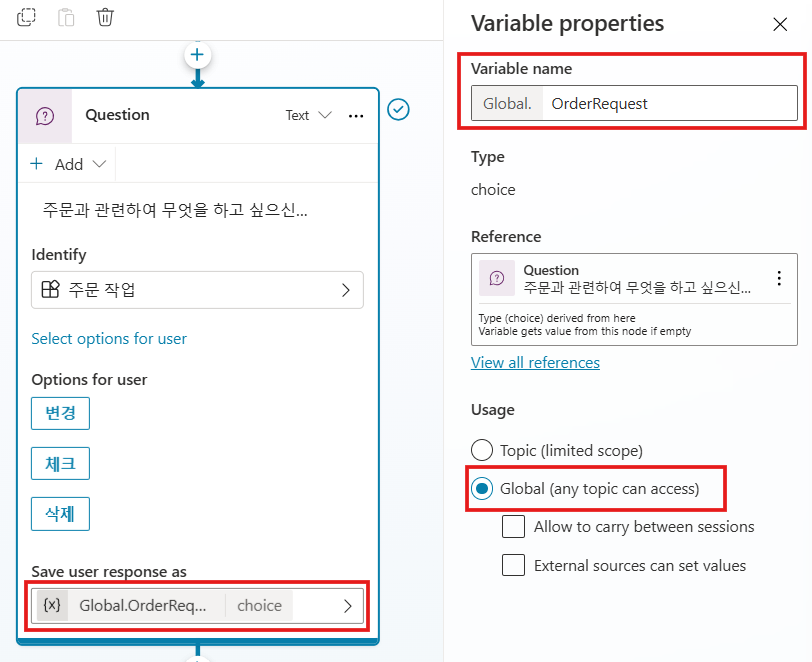 Question
Text
Add
주문과 관련하여 무엇을 하고 싶으신...
Identify
주문 작업
Select options for user
Options for user
변경
체크
삭제
Save user response as
{x} Global.OrderReq... choice
Variable properties
Variable name
Global. OrderRequest
Type
choice
Reference
Question
주문과 관련하여 무엇을 하고 싶으신...
Type (choice) derived from here
Variable gets value from this node if empty
View all references
Usage
Topic (limited scope)
Global (any topic can access)
Allow to carry between sessions
External sources can set values